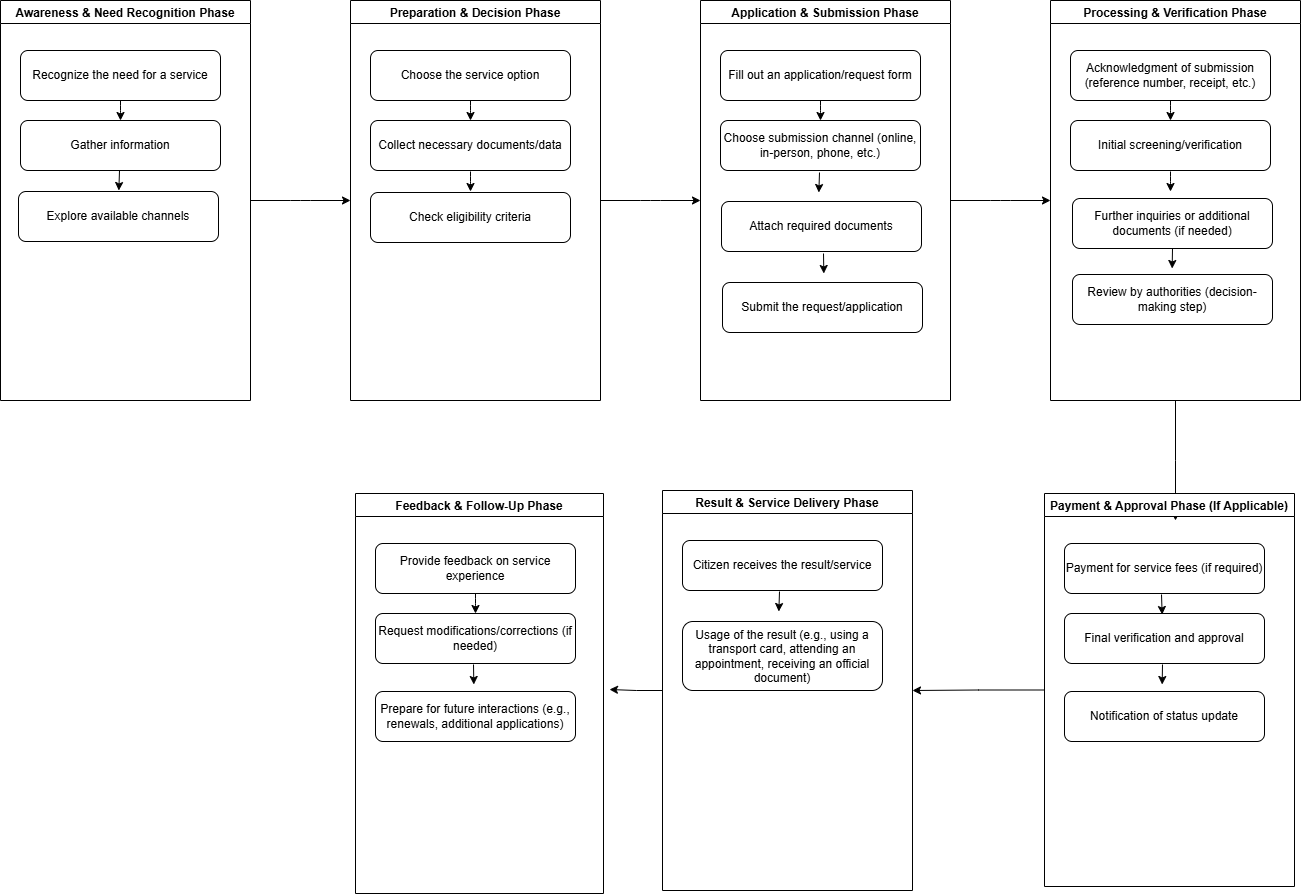 Awareness & Need Recognition Phase
Recognize the need for a service
Gather information
Explore available channels
Preparation & Decision Phase
Choose the service option
Collect necessary documents/data
Check eligibility criteria
Application & Submission Phase
Fill out an application/request form
Choose submission channel (online,
in-person, phone, etc.)
Attach required documents
Submit the request/application
Processing & Verification Phase
Acknowledgment of submission
(reference number, receipt, etc.)
Initial screening/verification
Further inquiries or additional
documents (if needed)
Review by authorities (decision-
making step)
Payment & Approval Phase (If Applicable)
Payment for service fees (if required)
Final verification and approval
Notification of status update
Result & Service Delivery Phase
Citizen receives the result/service
Usage of the result (e.g., using a
transport card, attending an
appointment, receiving an official
document)
Feedback & Follow-Up Phase
Provide feedback on service
experience
Request modifications/corrections (if
needed)
Prepare for future interactions (e.g.,
renewals, additional applications)